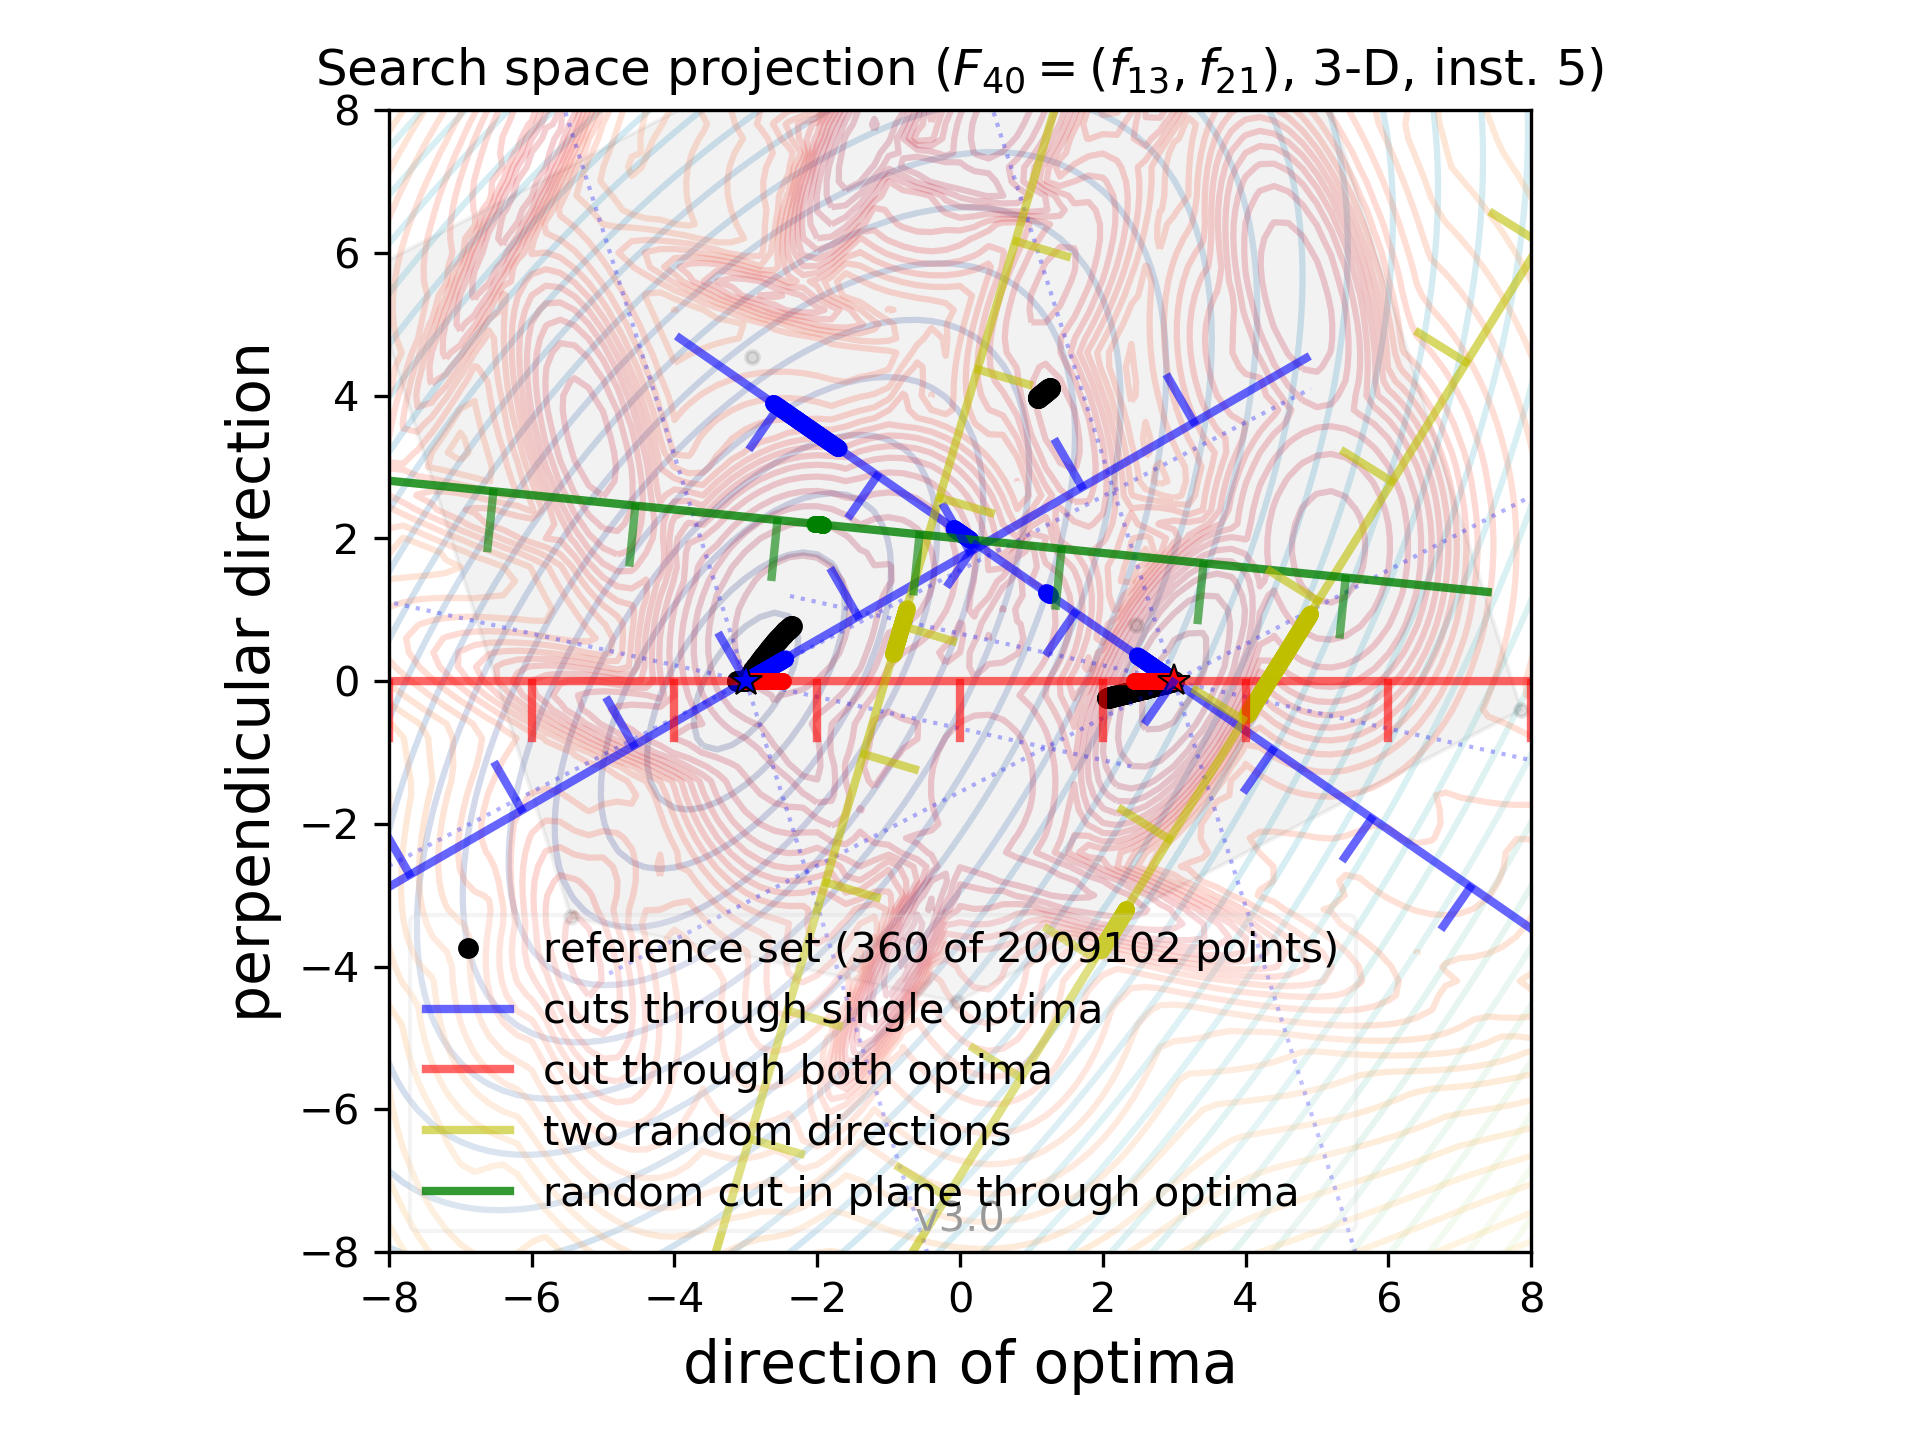 Search space projection (F40 = (f13, f21), 3-D, inst. 5)
perpendicular direction
8
6
4
2
0
−2
−4
−6
−8
reference set (360 of 2009102 points)
cuts through single optima
cut through both optima
two random directions
random cut in plane through optima
v3.0
−8 −6 −4 −2 0 2 4 6 8
direction of optima